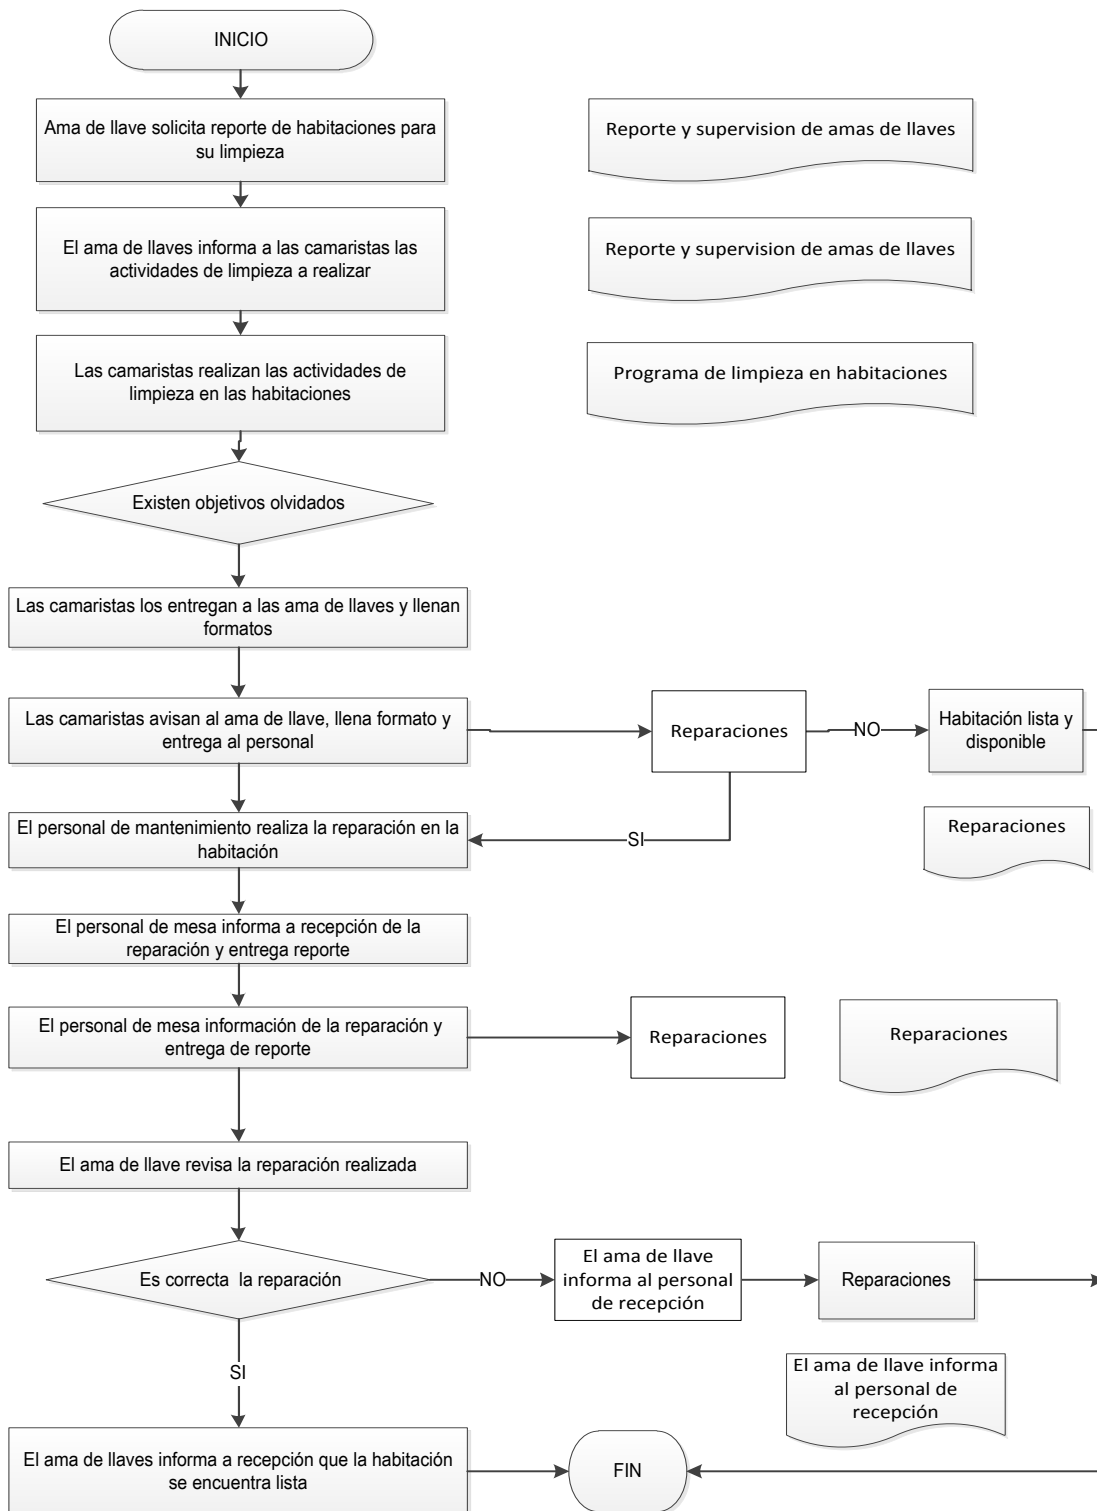 INICIO
Ama de llave solicita reporte de habitaciones para
su limpieza
Reporte y supervision de amas de llaves
El ama de llaves informa a las camaristas las
actividades de limpieza a realizar
Reporte y supervision de amas de llaves
Las camaristas realizan las actividades de
limpieza en las habitaciones
Programa de limpieza en habitaciones
Existen objetivos olvidados
Las camaristas los entregan a las ama de llaves y llenan
formatos
Las camaristas avisan al ama de llave, llena formato y
entrega al personal
Reparaciones
NO
Habitación lista y
disponible
El personal de mantenimiento realiza la reparación en la
habitación
SI
Reparaciones
El personal de mesa informa a recepción de la
reparación y entrega reporte
El personal de mesa información de la reparación y
entrega de reporte
Reparaciones
Reparaciones
El ama de llave revisa la reparación realizada
Es correcta  la reparación
NO
El ama de llave
informa al personal
de recepción
Reparaciones
SI
El ama de llave informa
al personal de
recepción
El ama de llaves informa a recepción que la habitación
se encuentra lista
FIN